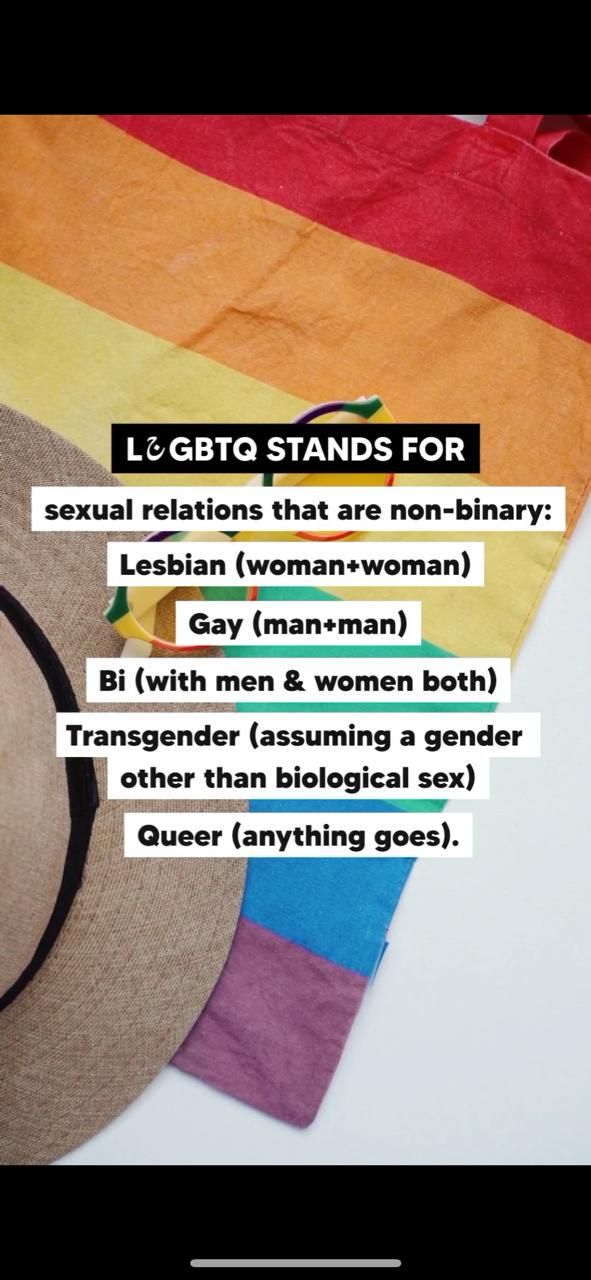 LGBTQ STANDS FOR
sexual relations that are non-binary:
Lesbian (woman+woman)
Gay (man+man)
Bi (with men & women both)
Transgender (assuming a gender
other than biological sex)
Queer (anything goes).